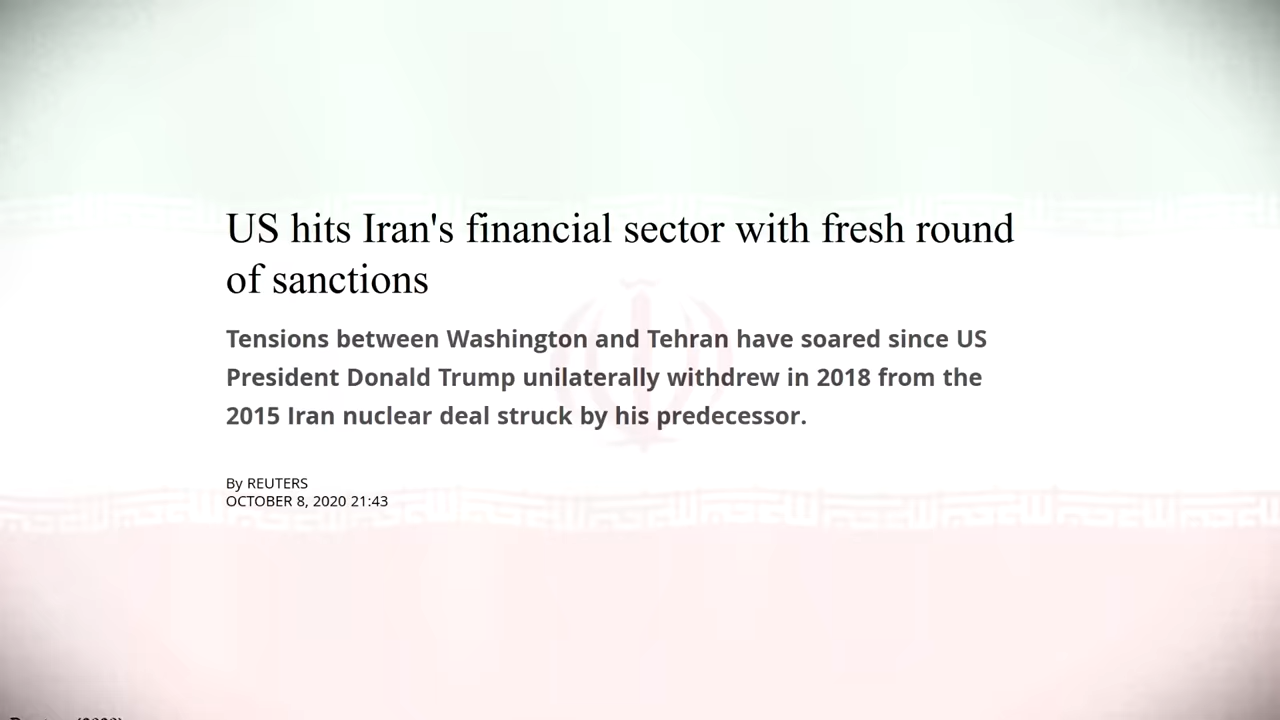 US hits Iran's financial sector with fresh round
of sanctions
Tensions between Washington and Tehran have soared since US
President Donald Trump unilaterally withdrew in 2018 from the
2015 Iran nuclear deal struck by his predecessor.
By REUTERS
OCTOBER 8, 2020 21:43